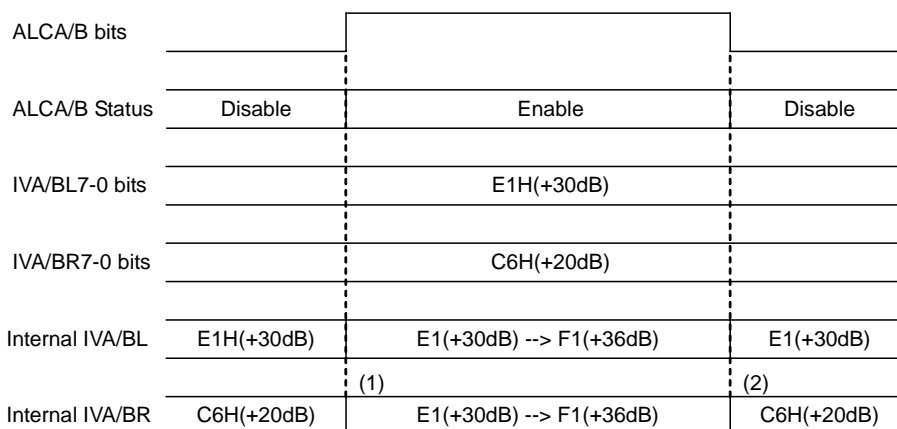 ALCA/B bits
ALCA/B Status Disable Enable Disable
IVA/BL7-0 bits E1H(+30dB)
IVA/BR7-0 bits C6H(+20dB)
Internal IVA/BL E1H(+30dB) E1(+30dB) --> F1(+36dB) E1(+30dB)
(1) (2)
Internal IVA/BR C6H(+20dB) E1(+30dB) --> F1(+36dB) C6H(+20dB)